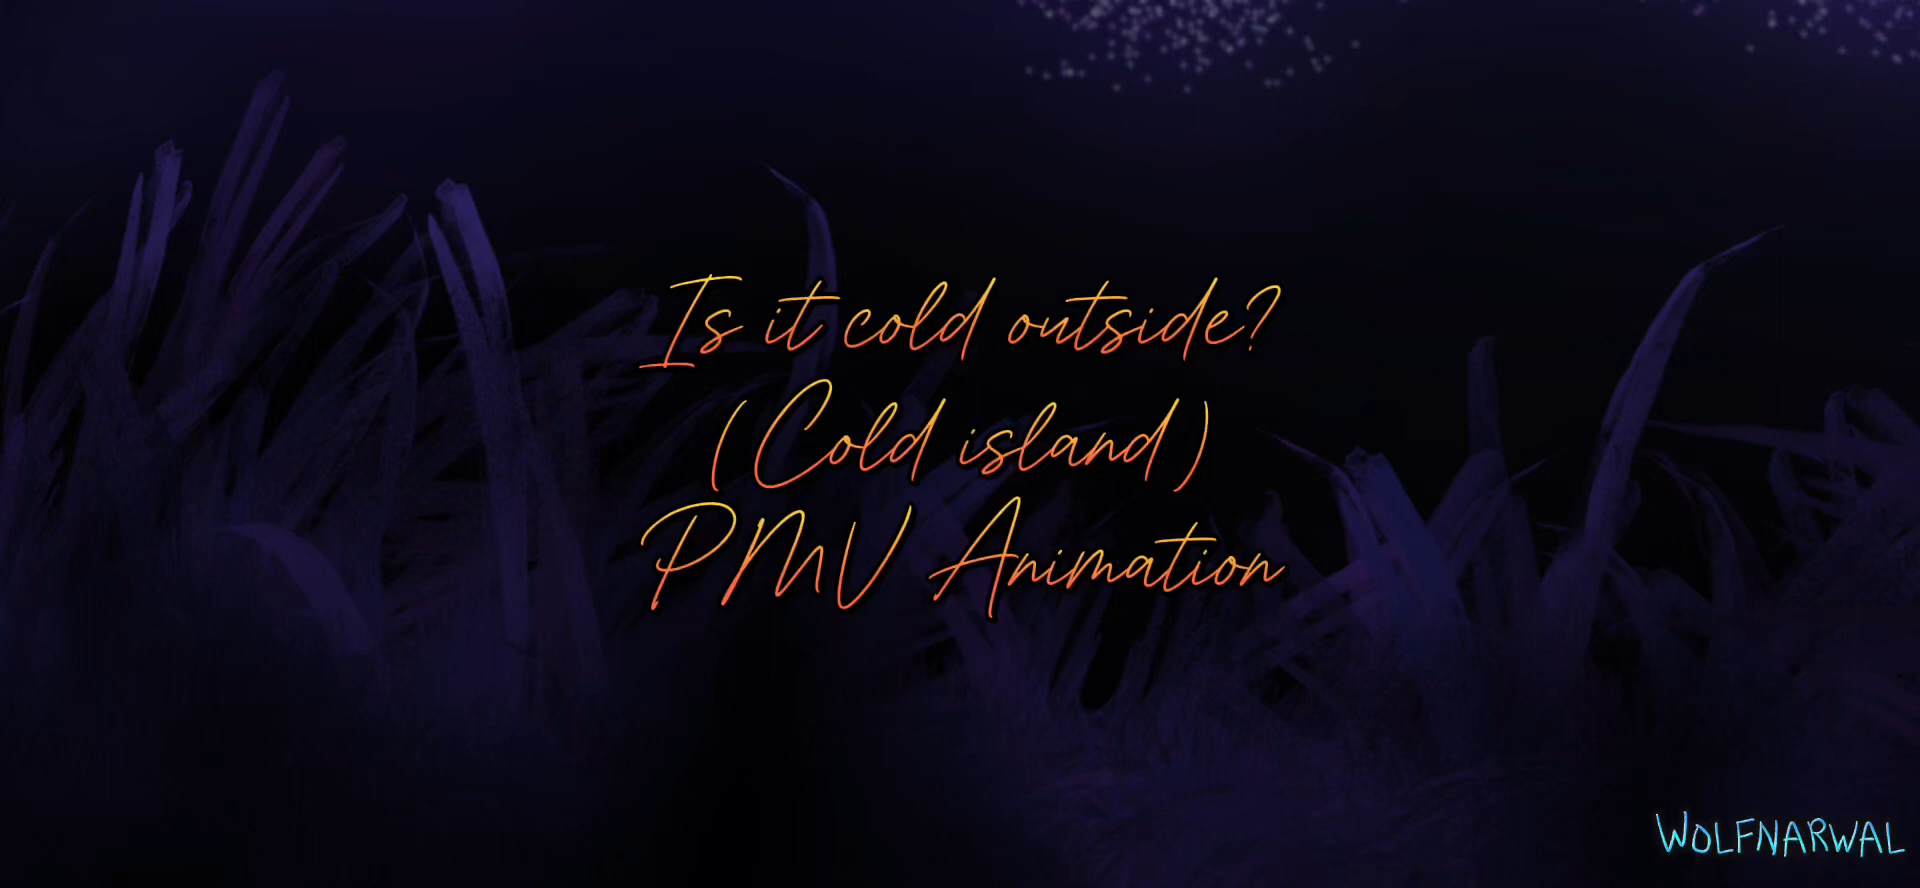 Is it cold outside?
(Cold island)
PMV Animation
WOLFNARWAL